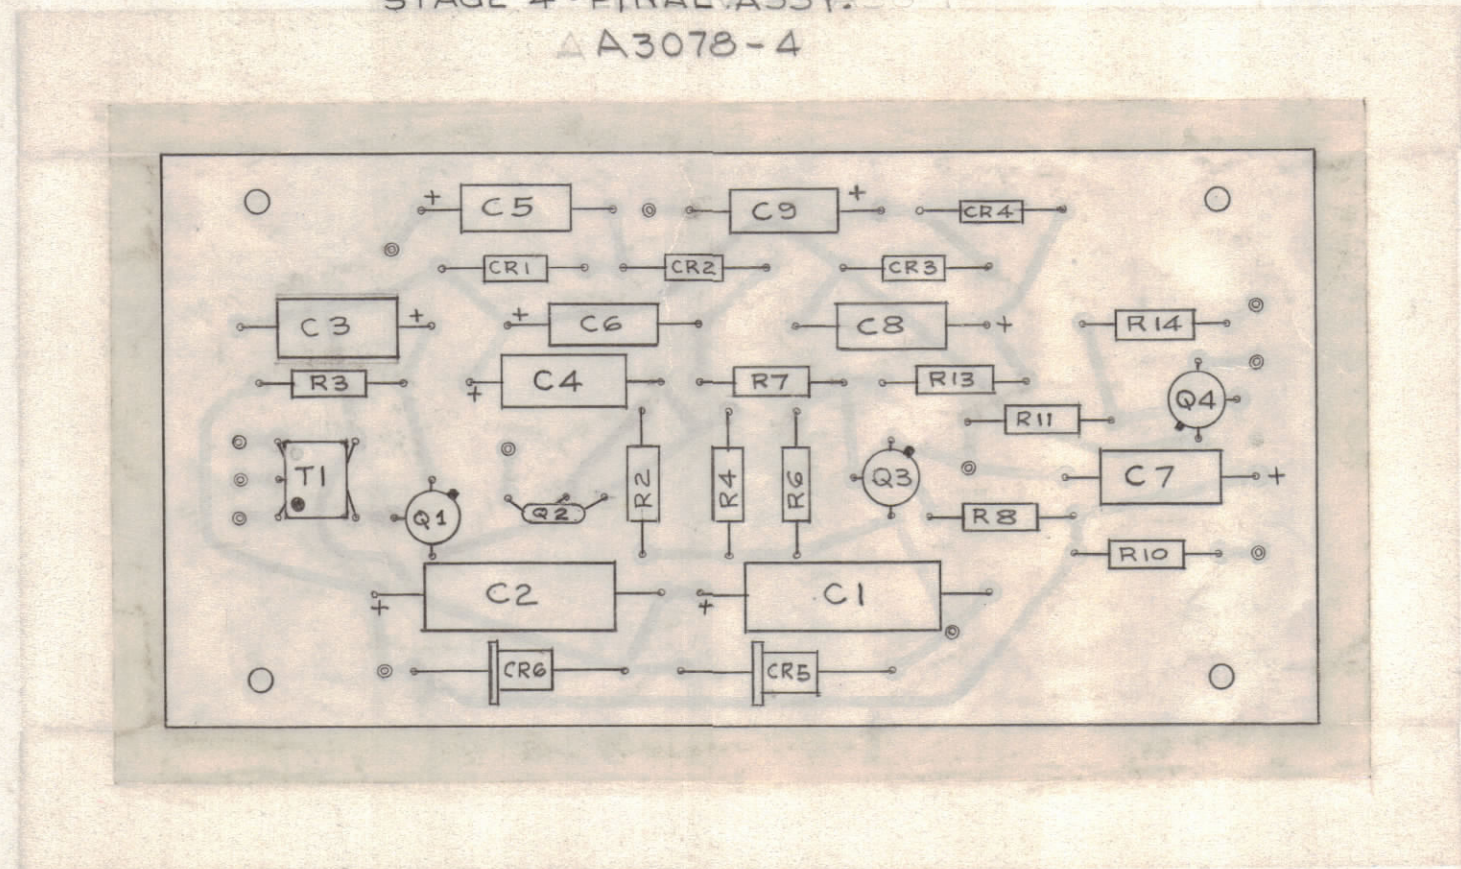 STAGE 4 FINAL ASSY.
A3078-4
+ C5 C9 + CR4
CR1 CR2 CR3
C3 + + C6 C8 + R14
R3 + C4 R7 R13 Q4
R11
T1 R2 R4 R6 Q3 C7 +
Q1 Q2 R8
R10
+ C2 + C1
CR6 CR5